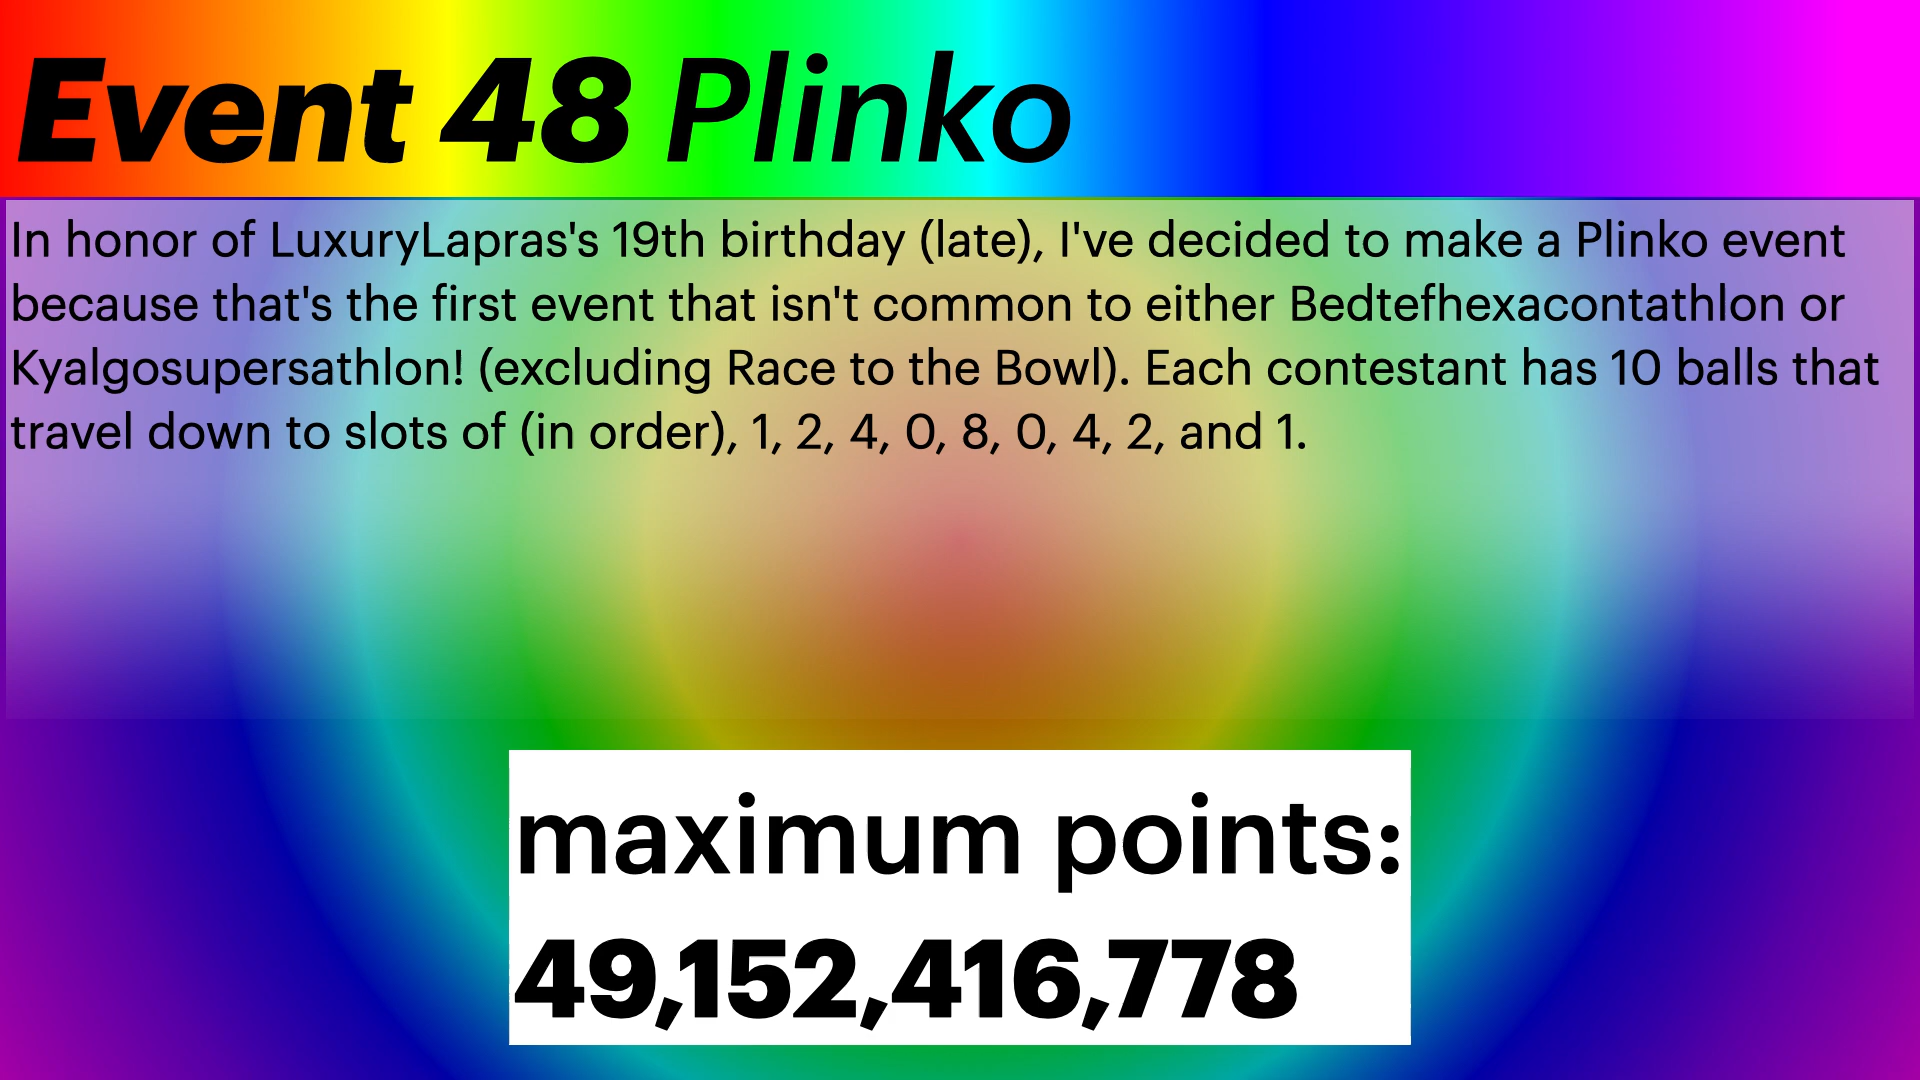 Event 48 Plinko
In honor of LuxuryLapras's 19th birthday (late), I've decided to make a Plinko event
because that's the first event that isn't common to either Bedtefhexacontathlon or
Kyalgosupersathlon! (excluding Race to the Bowl). Each contestant has 10 balls that
travel down to slots of (in order), 1, 2, 4, 0, 8, 0, 4, 2, and 1.
maximum points:
49,152,416,778